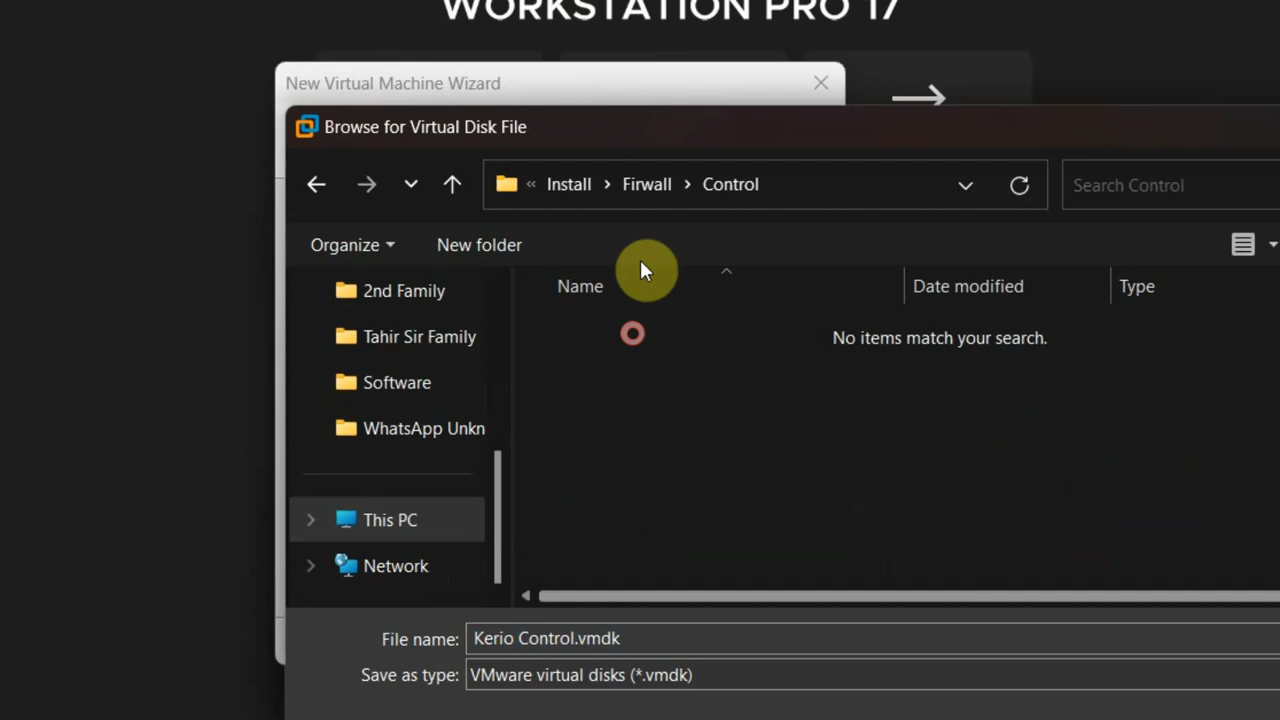 WORKSTATION PRO 17
New Virtual Machine Wizard
Browse for Virtual Disk File
« Install > Firwall > Control
Search Control
Organize
New folder
Name
Date modified
Type
2nd Family
Tahir Sir Family
Software
WhatsApp Unkn
This PC
Network
No items match your search.
File name: Kerio Control.vmdk
Save as type: VMware virtual disks (*.vmdk)